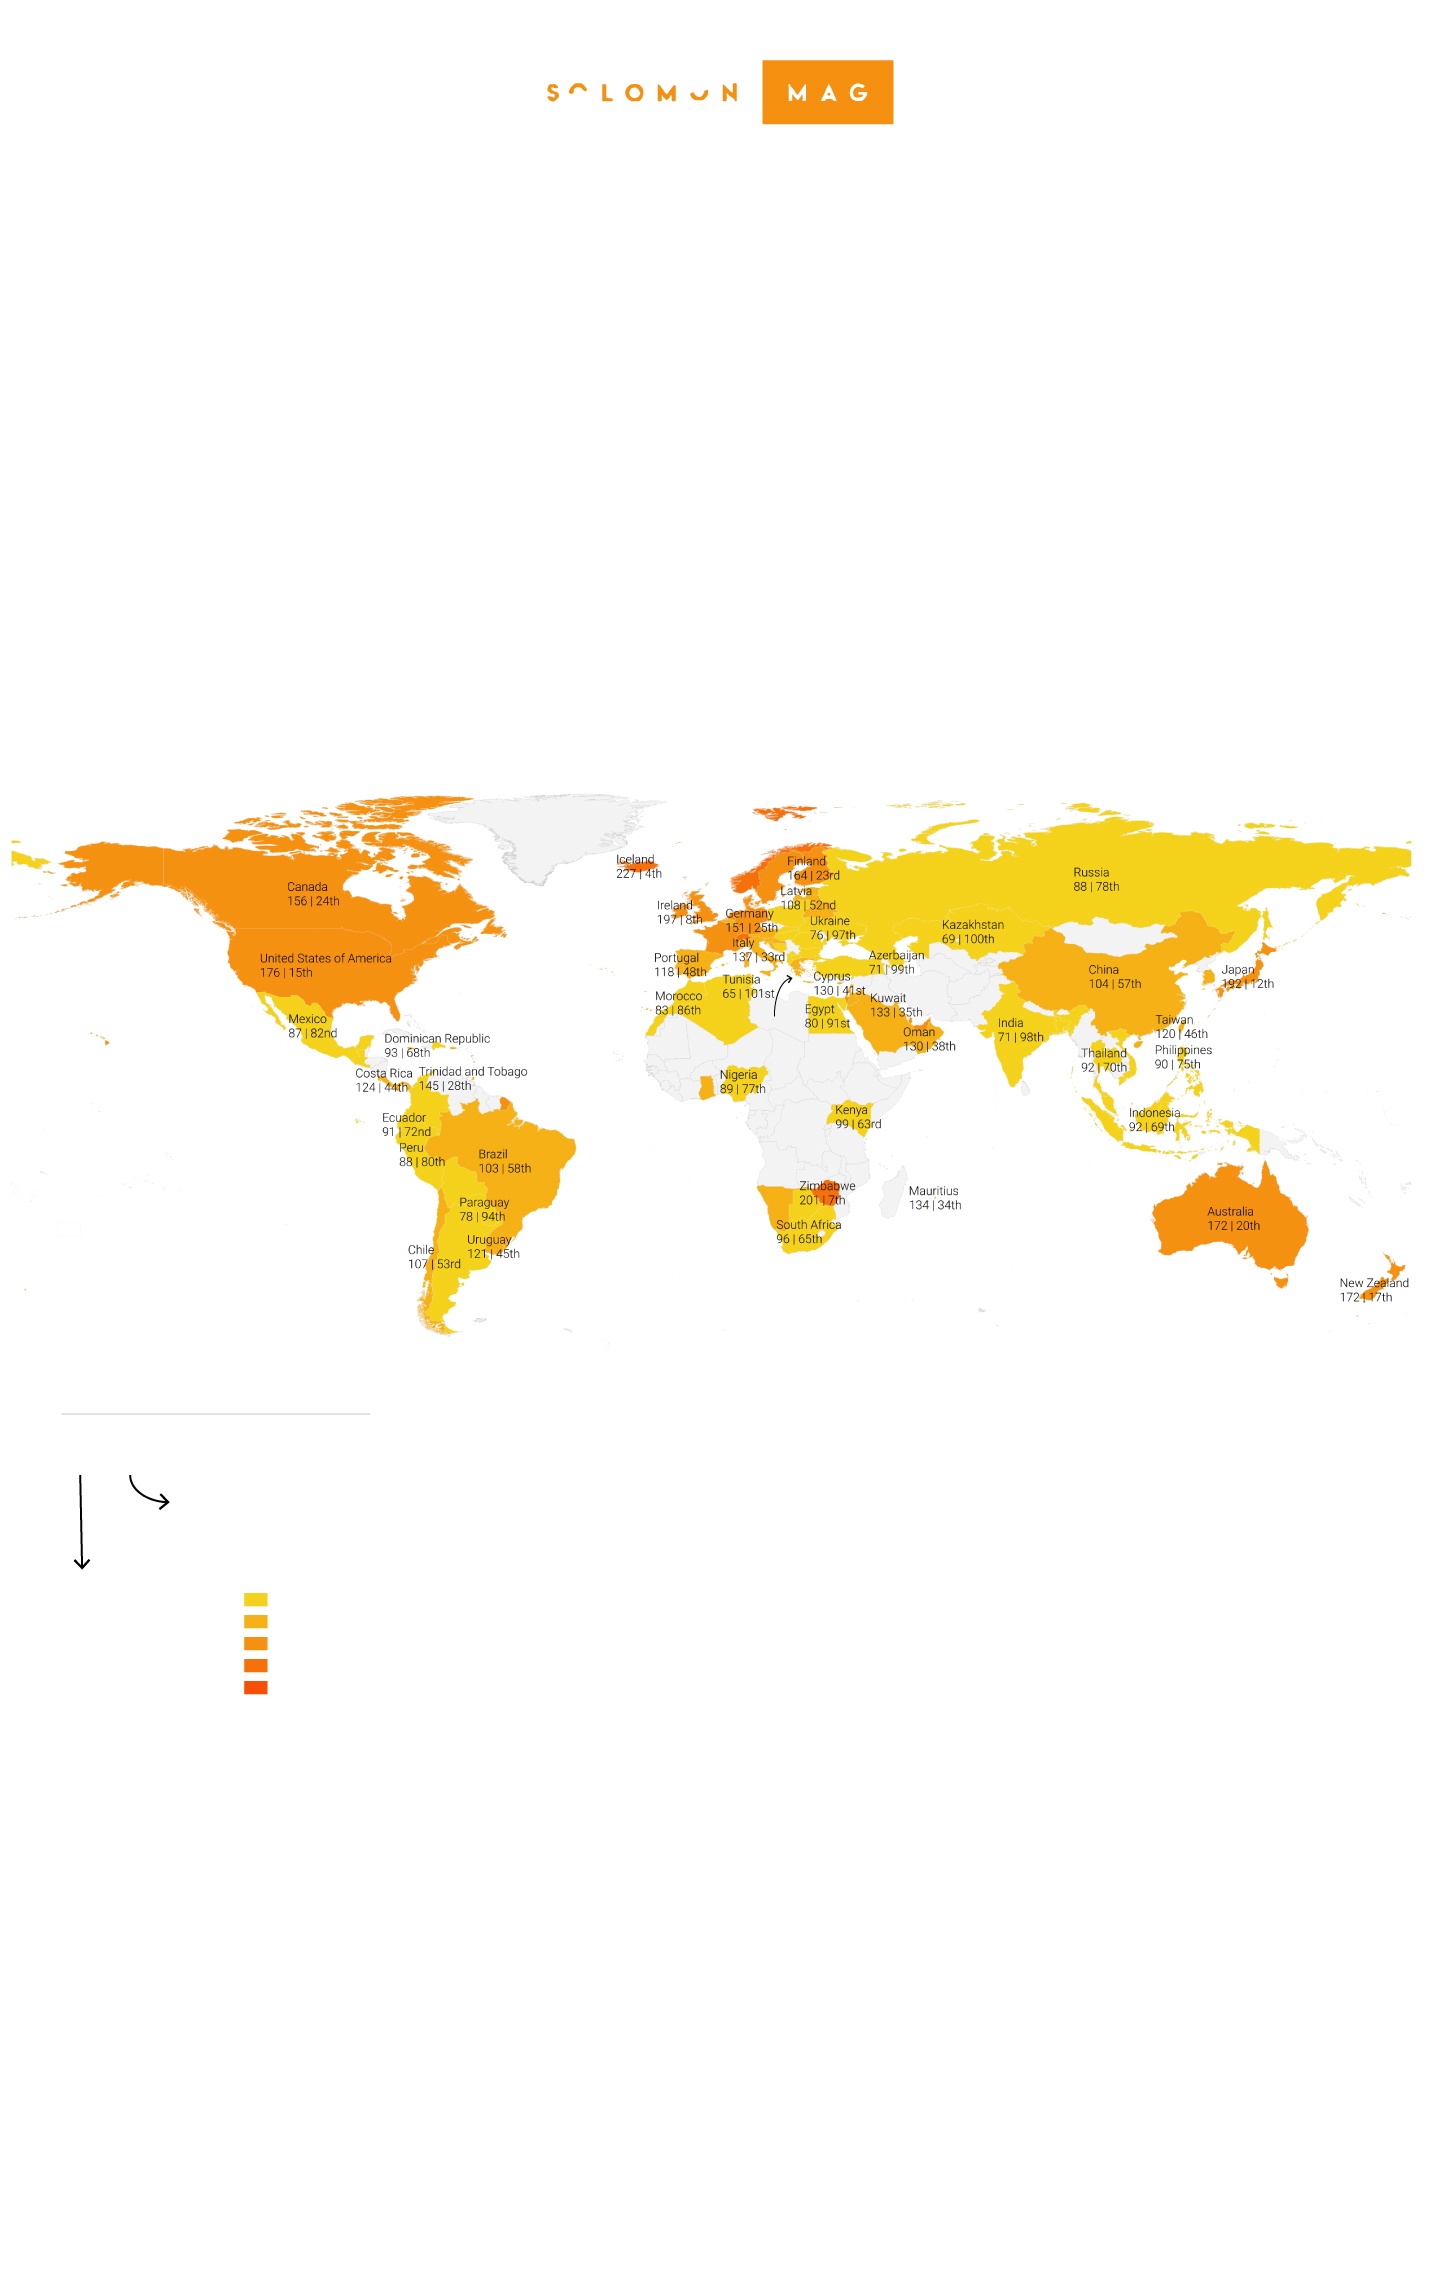 SOLOMON MAG
Iceland
227 | 4th
Finland
164 | 23rd
Russia
88 | 78th
Canada
156 | 24th
Latvia
108 | 52nd
Ireland
197 | 8th
Germany
151 | 25th
Ukraine
76 | 97th
Kazakhstan
69 | 100th
Italy
137 | 33rd
United States of America
176 | 15th
Portugal
118 | 48th
Azerbaijan
71 | 99th
China
104 | 57th
Japan
192 | 12th
Tunisia
65 | 101st
Cyprus
130 | 41st
Morocco
83 | 86th
Kuwait
133 | 35th
Egypt
80 | 91st
Mexico
87 | 82nd
India
71 | 98th
Taiwan
120 | 46th
Oman
130 | 38th
Dominican Republic
93 | 68th
Thailand
92 | 70th
Philippines
90 | 75th
Costa Rica
124 | 44th
Trinidad and Tobago
145 | 28th
Nigeria
89 | 77th
Kenya
99 | 63rd
Indonesia
92 | 69th
Ecuador
91 | 72nd
Peru
88 | 80th
Brazil
103 | 58th
Zimbabwe
201 | 7th
Mauritius
134 | 34th
Paraguay
78 | 94th
Australia
172 | 20th
South Africa
96 | 65th
Uruguay
121 | 45th
Chile
107 | 53rd
New Zealand
172 | 17th